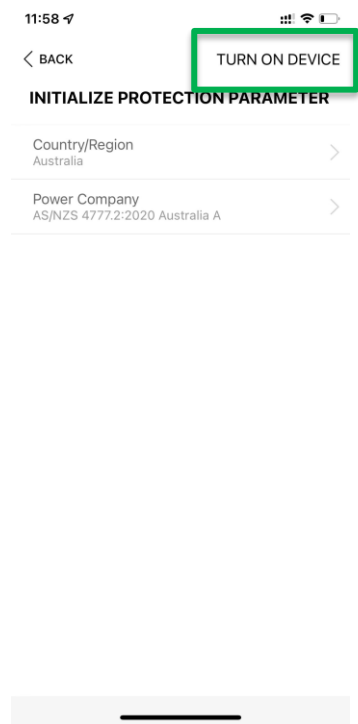 11:58
BACK
TURN ON DEVICE
INITIALIZE PROTECTION PARAMETER
Country/Region
Australia
Power Company
AS/NZS 4777.2:2020 Australia A